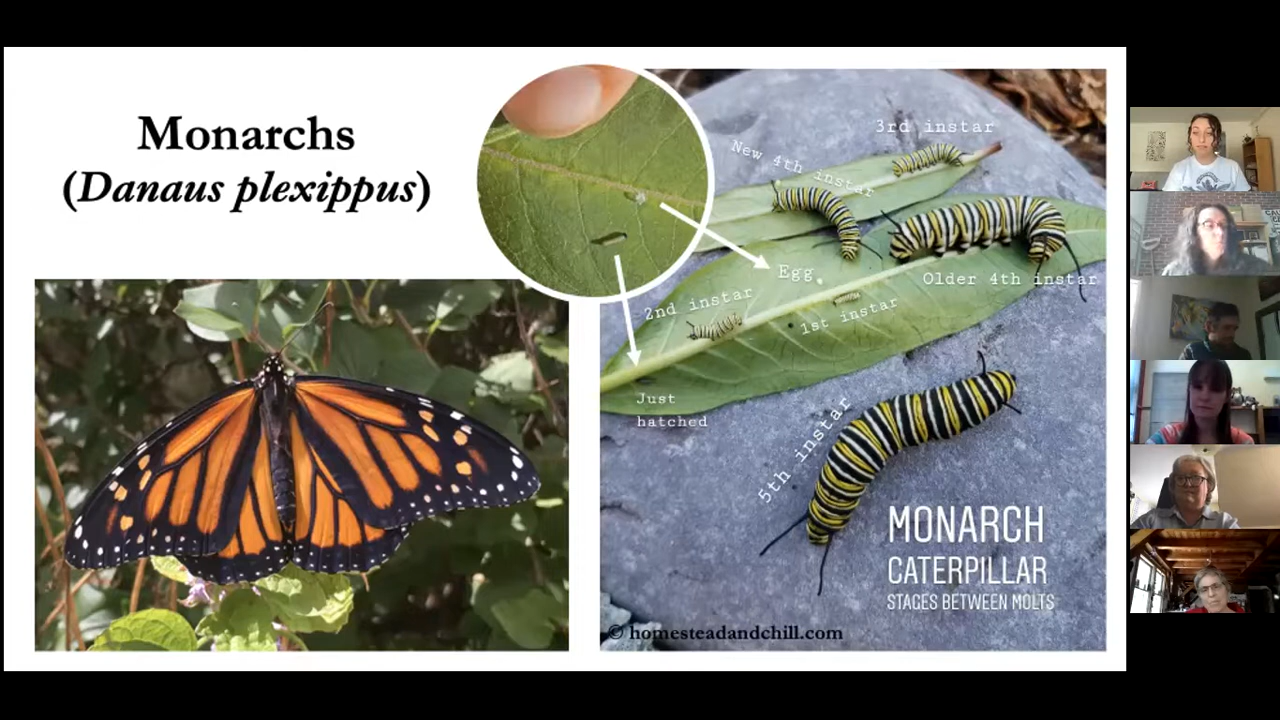 Monarchs
(Danaus plexippus)
3rd instar
New 4th instar
Older 4th instar
Egg
2nd instar
1st instar
Just
hatched
5th instar
MONARCH
CATERPILLAR
STAGES BETWEEN MOLTS
© homesteadandchill.com